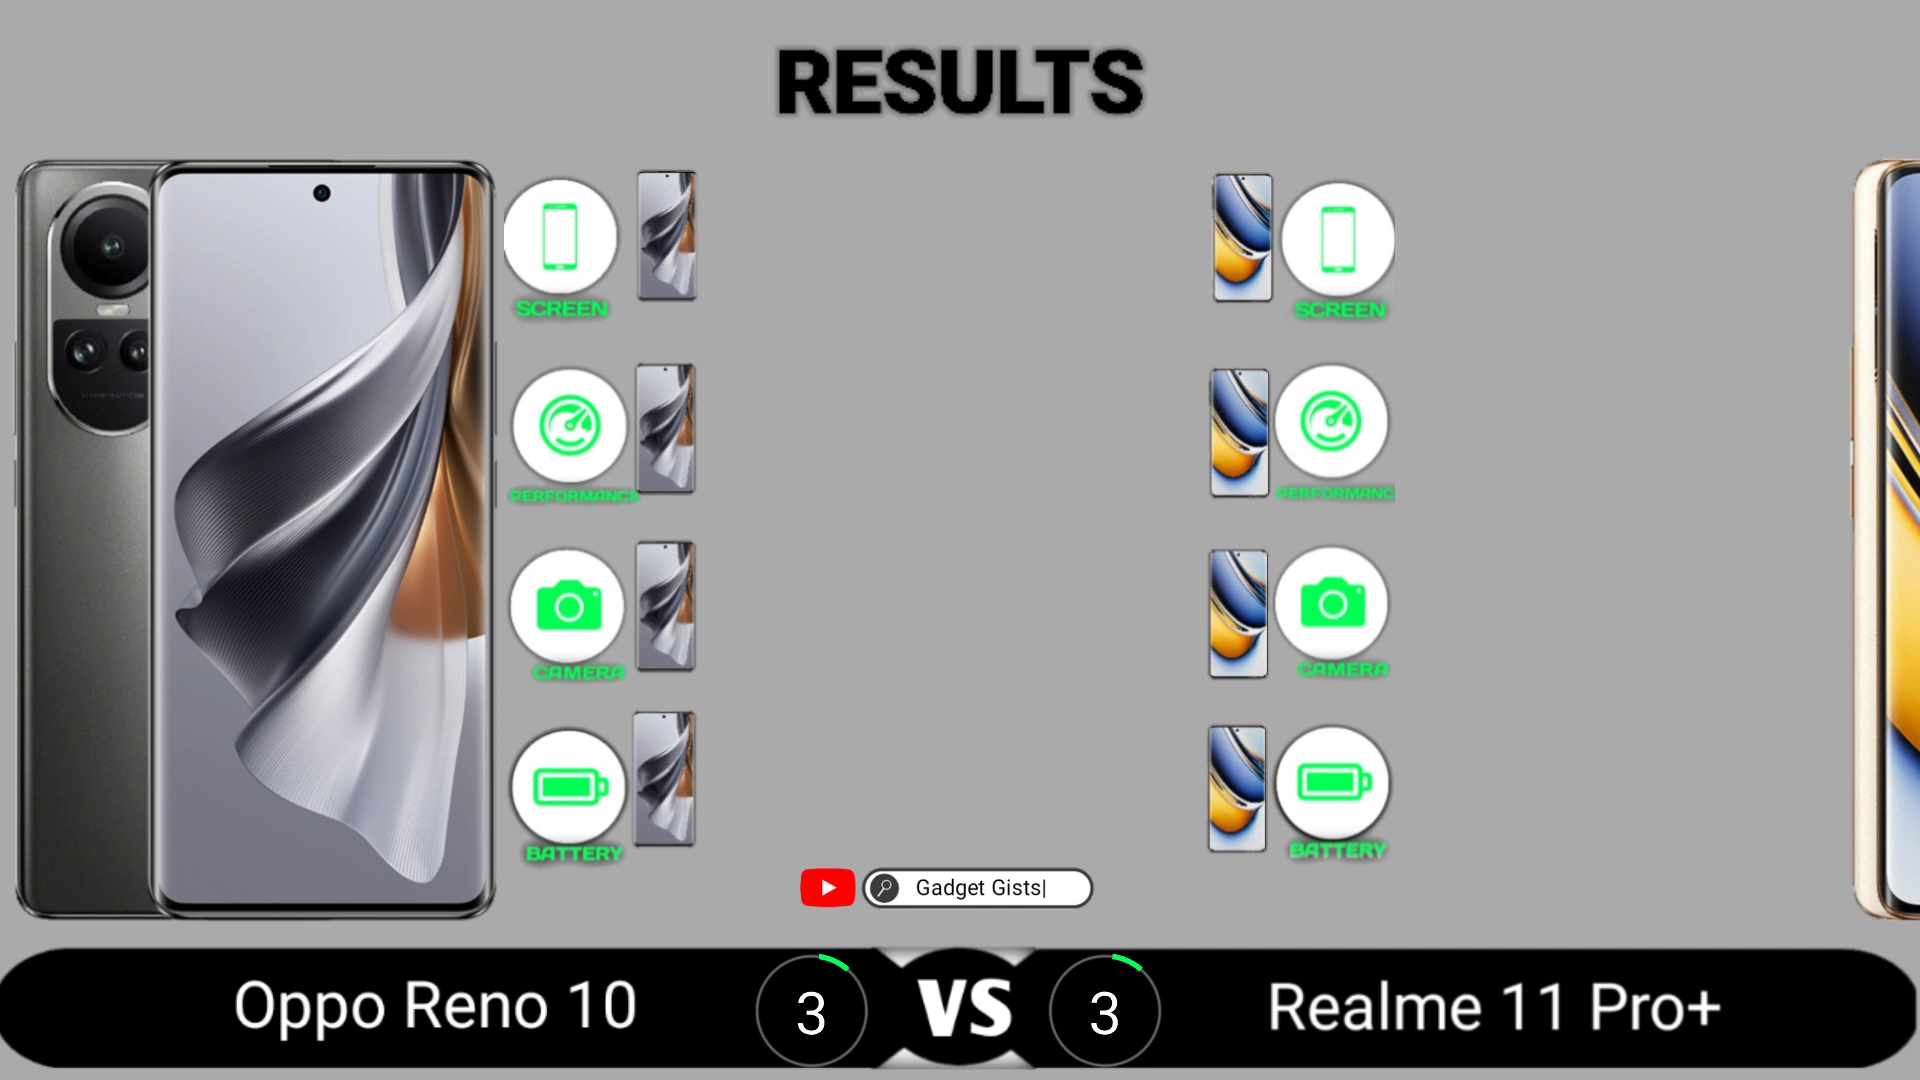 RESULTS
SCREEN
SCREEN
PERFORMANCE
PERFORMANC
CAMERA
CAMERA
BATTERY
BATTERY
Gadget Gists
Oppo Reno 10
3
VS
3
Realme 11 Pro+